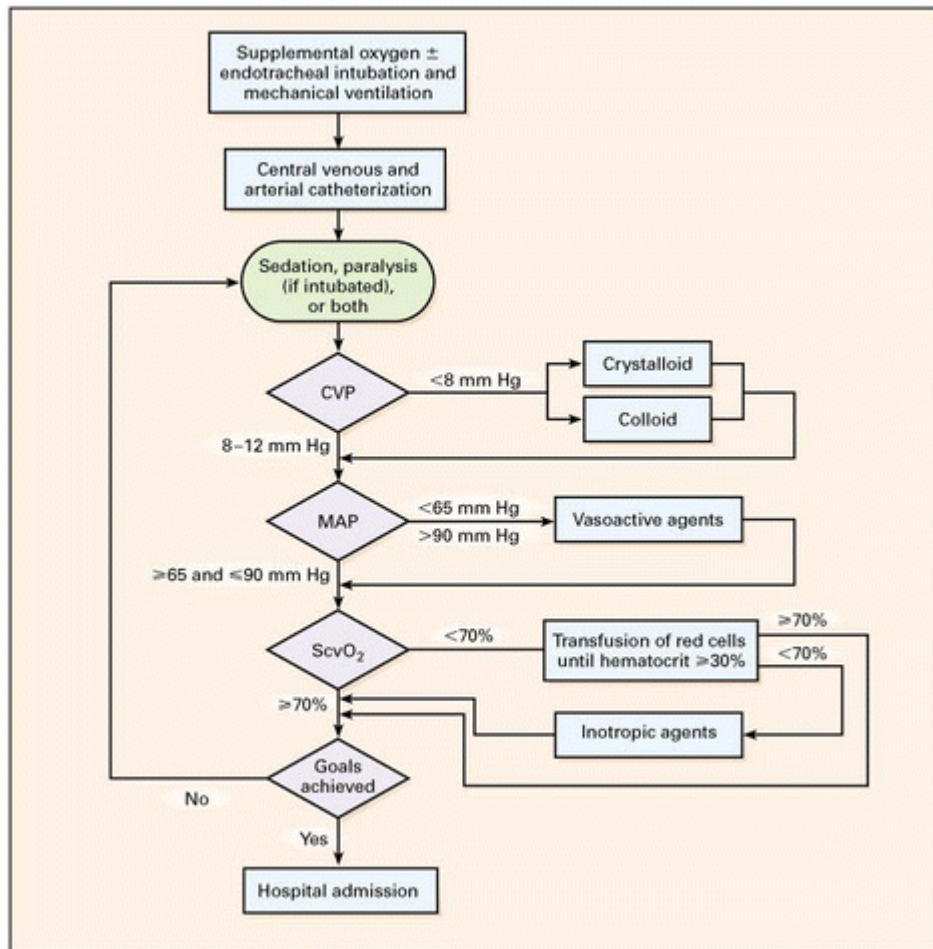 Supplemental oxygen ±
endotracheal intubation and
mechanical ventilation
Central venous and
arterial catheterization
Sedation, paralysis
(if intubated),
or both
CVP
<8 mm Hg
Crystalloid
Colloid
8–12 mm Hg
MAP
<65 mm Hg
>90 mm Hg
Vasoactive agents
≥65 and ≤90 mm Hg
ScvO₂
<70%
Transfusion of red cells
until hematocrit ≥30%
≥70%
<70%
≥70%
Inotropic agents
Goals
achieved
No
Yes
Hospital admission